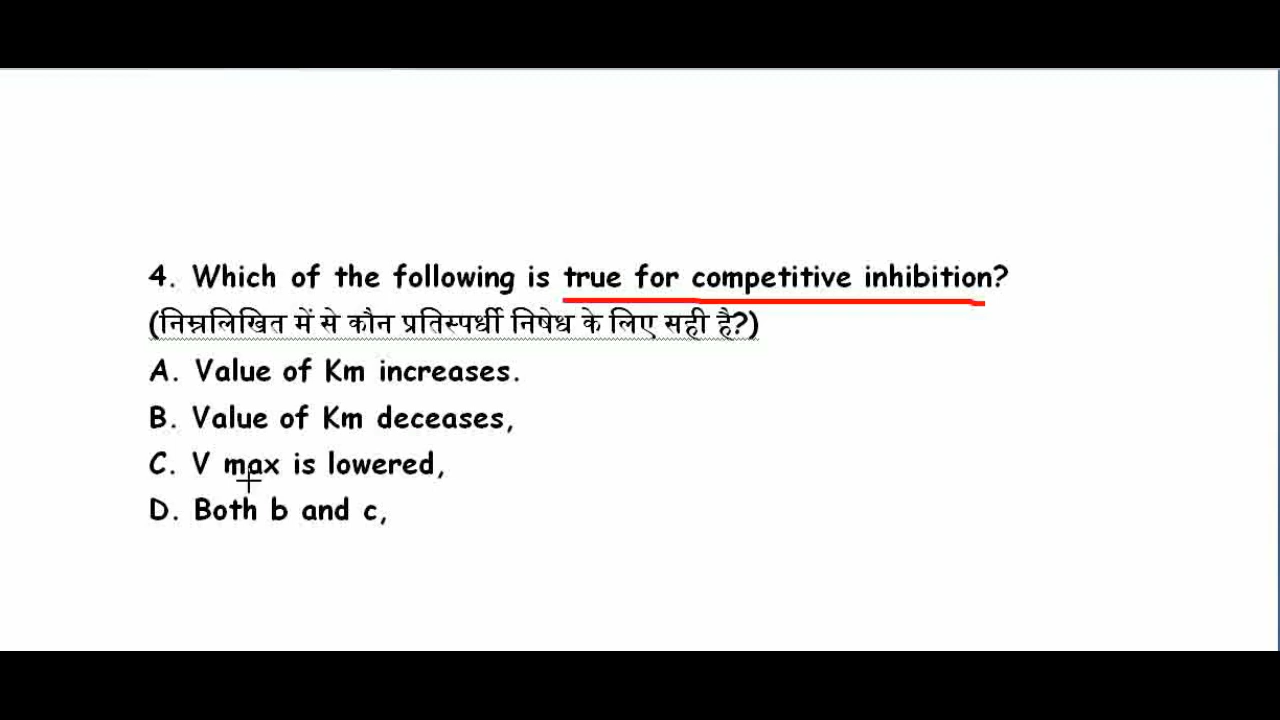 4. Which of the following is true for competitive inhibition?
(निम्नलिखित में से कौन प्रतिस्पर्धी निषेध के लिए सही है?)
A. Value of Km increases.
B. Value of Km deceases,
C. V max is lowered,
D. Both b and c,